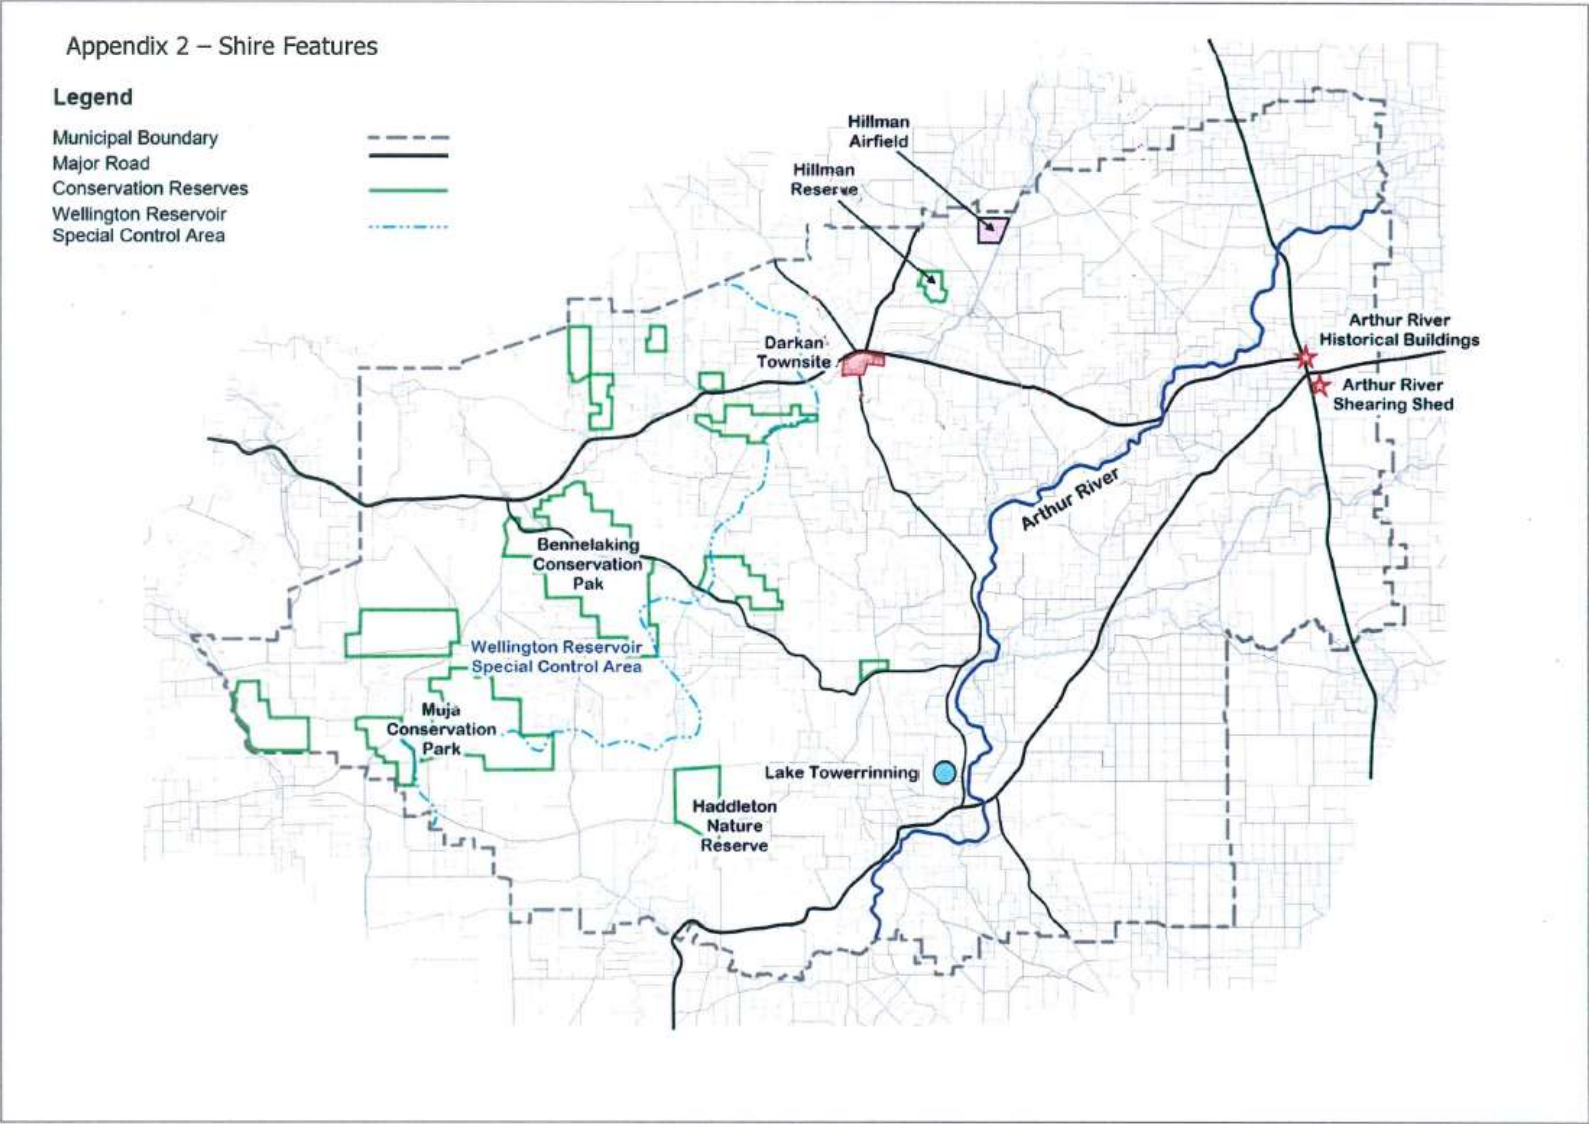 Appendix 2 – Shire Features
Legend
Municipal Boundary
Major Road
Conservation Reserves
Wellington Reservoir
Special Control Area
Hillman
Airfield
Hillman
Reserve
Darkan
Townsite
Arthur River
Historical Buildings
Arthur River
Shearing Shed
Arthur River
Bennelaking
Conservation
Pak
Wellington Reservoir
Special Control Area
Muja
Conservation
Park
Lake Towerrinning
Haddleton
Nature
Reserve